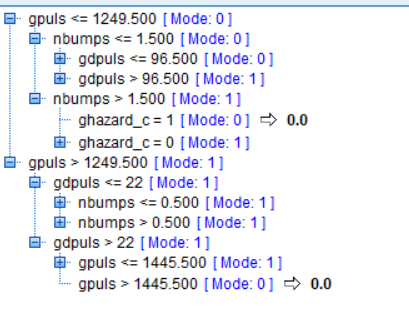 gpuls <= 1249.500 [ Mode: 0 ]
nbumps <= 1.500 [ Mode: 0 ]
gdpuls <= 96.500 [ Mode: 0 ]
gdpuls > 96.500 [ Mode: 1 ]
nbumps > 1.500 [ Mode: 1 ]
ghazard_c = 1 [ Mode: 0 ] ⇨ 0.0
ghazard_c = 0 [ Mode: 1 ]
gpuls > 1249.500 [ Mode: 1 ]
gdpuls <= 22 [ Mode: 1 ]
nbumps <= 0.500 [ Mode: 1 ]
nbumps > 0.500 [ Mode: 1 ]
gdpuls > 22 [ Mode: 1 ]
gpuls <= 1445.500 [ Mode: 1 ]
gpuls > 1445.500 [ Mode: 0 ] ⇨ 0.0